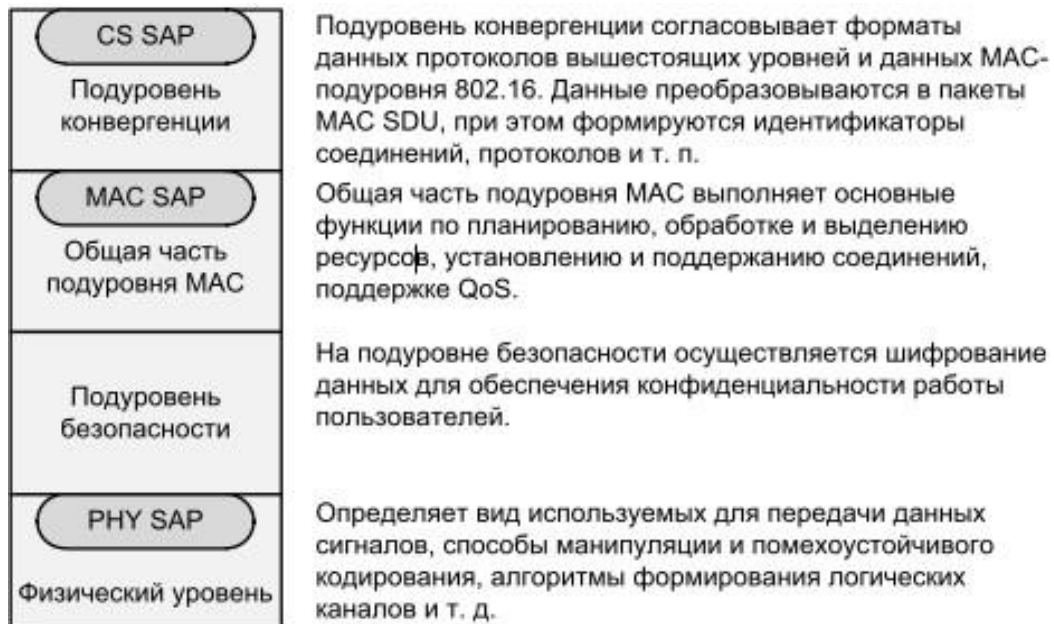 CS SAP
Подуровень
конвергенции
Подуровень конвергенции согласовывает форматы
данных протоколов вышестоящих уровней и данных MAC-
подуровня 802.16. Данные преобразовываются в пакеты
MAC SDU, при этом формируются идентификаторы
соединений, протоколов и т. п.
MAC SAP
Общая часть
подуровня MAC
Общая часть подуровня MAC выполняет основные
функции по планированию, обработке и выделению
ресурсов, установлению и поддержанию соединений,
поддержке QoS.
Подуровень
безопасности
На подуровне безопасности осуществляется шифрование
данных для обеспечения конфиденциальности работы
пользователей.
PHY SAP
Физический уровень
Определяет вид используемых для передачи данных
сигналов, способы манипуляции и помехоустойчивого
кодирования, алгоритмы формирования логических
каналов и т. д.